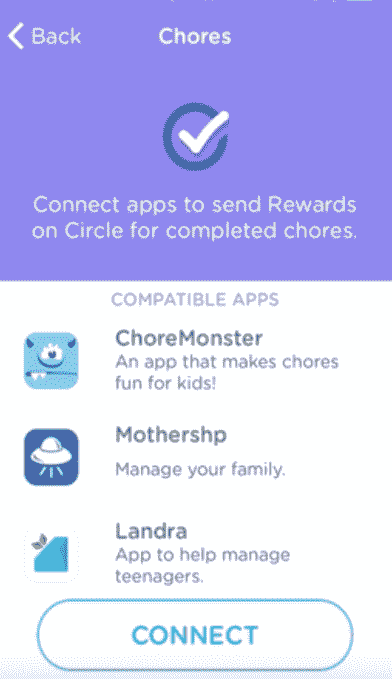 Back
Chores
Connect apps to send Rewards
on Circle for completed chores.
COMPATIBLE APPS
ChoreMonster
An app that makes chores
fun for kids!
Mothershp
Manage your family.
Landra
App to help manage
teenagers.
CONNECT